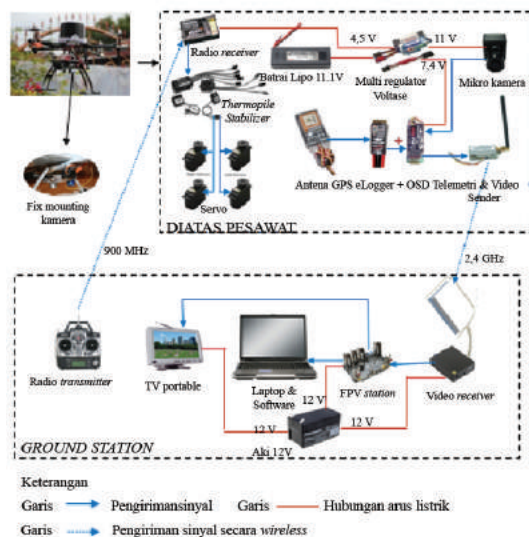 Radio receiver
4,5 V
11 V
Batrai Lipo 11.1V
7,4 V
Multi regulator
Voltase
Mikro kamera
Thermopile
Stabilizer
+
Antena GPS eLogger + OSD Telemetri & Video
Sender
Servo
DIATAS PESAWAT
Fix mounting
kamera
900 MHz
2,4 GHz
Radio transmitter
TV portable
Laptop &
Software
FPV station
Video receiver
12 V
12 V
12 V
Aki 12V
GROUND STATION
Keterangan
Garis Pengirimansinyal Garis Hubungan arus listrik
Garis Pengiriman sinyal secara wireless